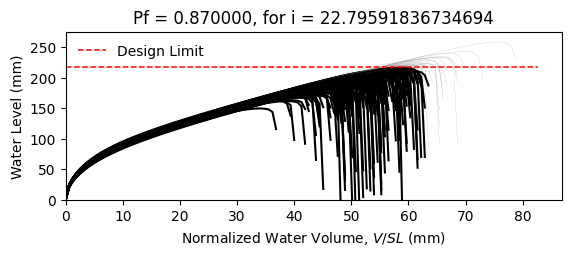 Pf = 0.870000, for i = 22.79591836734694
Design Limit
Water Level (mm)
250
200
150
100
50
0
0 10 20 30 40 50 60 70 80
Normalized Water Volume, V/SL (mm)